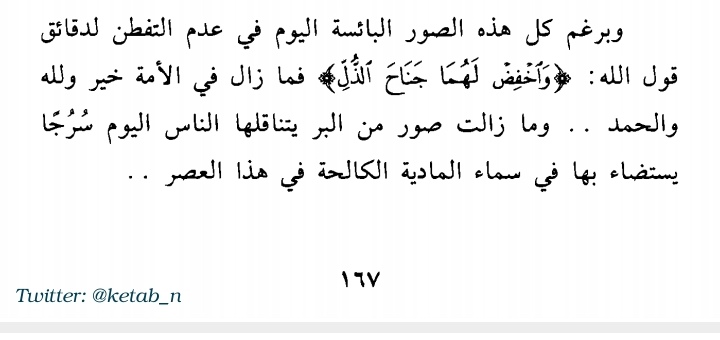 وبرغم كل هذه الصور البائسة اليوم في عدم التفطن لدقائق
قول الله: ﴿وَٱخْفِضْ لَهُمَا جَنَاحَ ٱلذُّلِّ﴾ فما زال في الأمة خير ولله
والحمد .. وما زالت صور من البر يتناقلها الناس اليوم سُرُجًا
يستضاء بها في سماء المادية الكالحة في هذا العصر ..
١٦٧
Twitter: @ketab_n